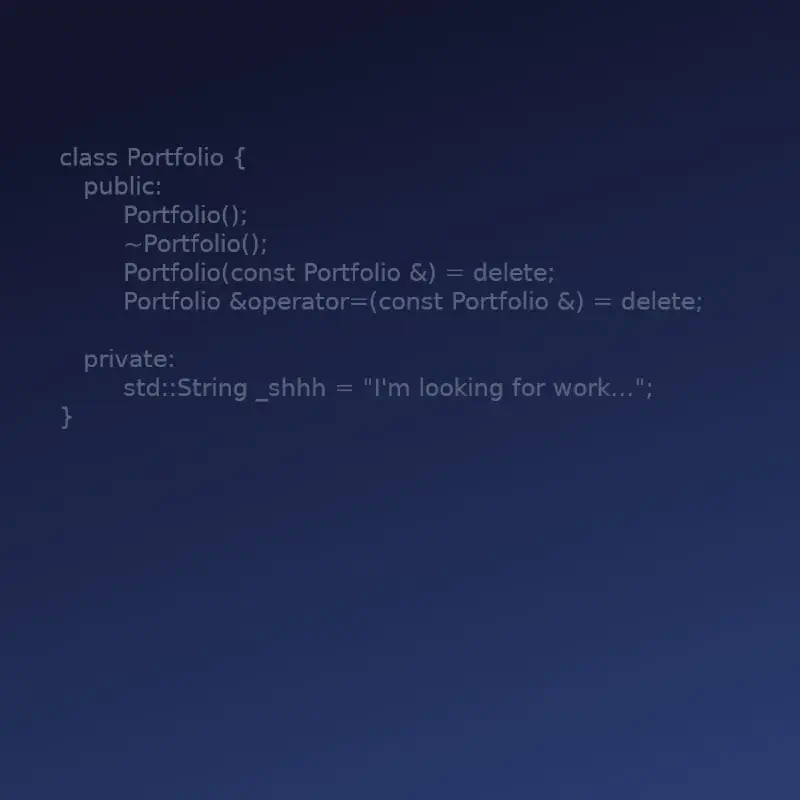 class Portfolio {
public:
Portfolio();
~Portfolio();
Portfolio(const Portfolio &) = delete;
Portfolio &operator=(const Portfolio &) = delete;
private:
std::String _shhh = "I'm looking for work...";
}